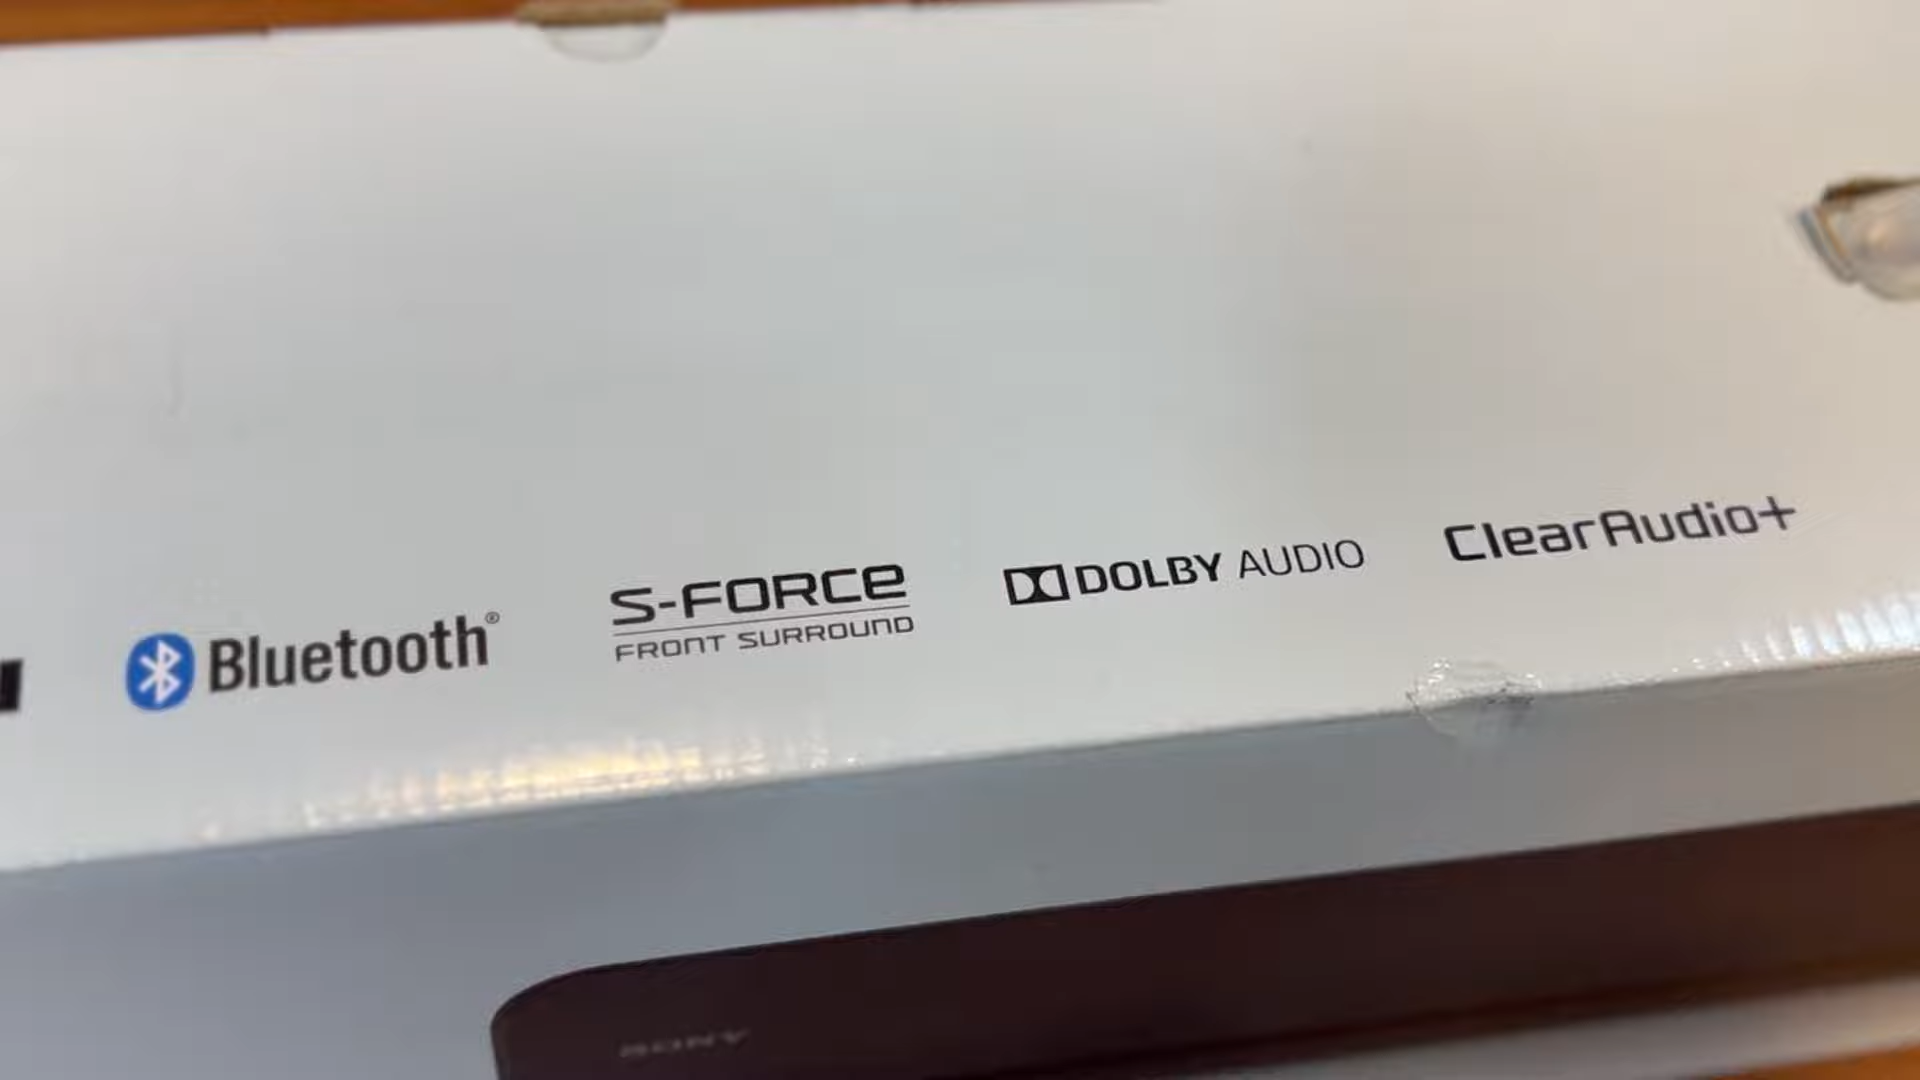 Bluetooth®
S-FORCE
FRONT SURROUND
DOLBY AUDIO
ClearAudio+
SONY